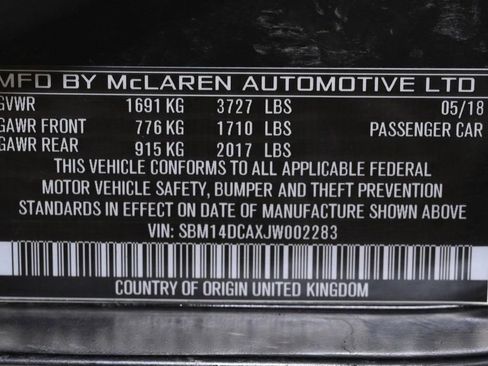 MFD BY McLAREN AUTOMOTIVE LTD
GVWR 1691 KG 3727 LBS 05/18
GAWR FRONT 776 KG 1710 LBS PASSENGER CAR
GAWR REAR 915 KG 2017 LBS
THIS VEHICLE CONFORMS TO ALL APPLICABLE FEDERAL
MOTOR VEHICLE SAFETY, BUMPER AND THEFT PREVENTION
STANDARDS IN EFFECT ON DATE OF MANUFACTURE SHOWN ABOVE
VIN: SBM14DCAXJW002283
COUNTRY OF ORIGIN UNITED KINGDOM